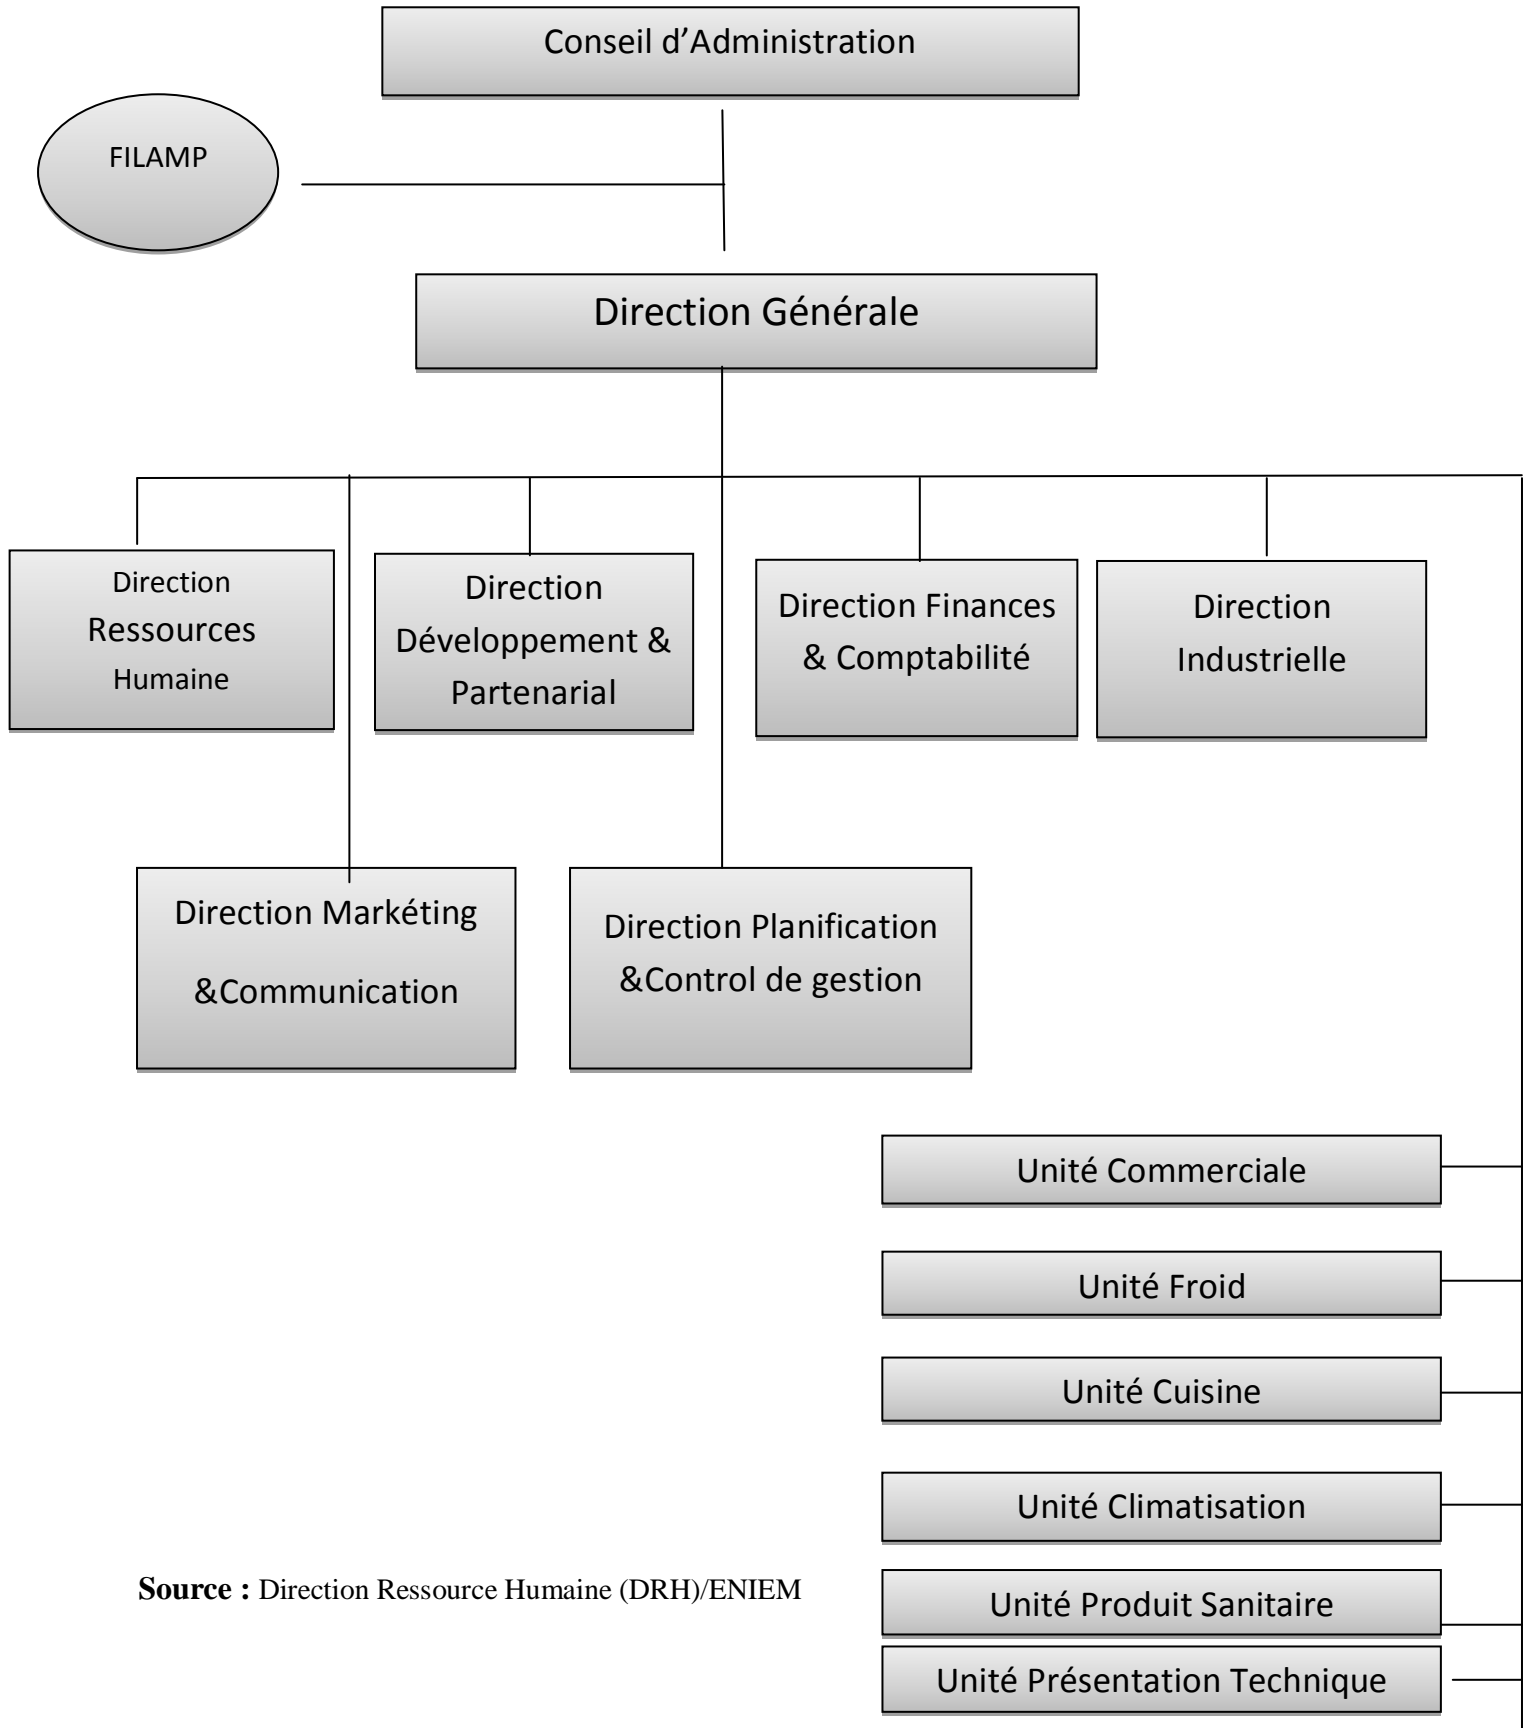 Conseil d’Administration
FILAMP
Direction Générale
Direction
Ressources
Humaine
Direction
Développement &
Partenarial
Direction Finances
& Comptabilité
Direction
Industrielle
Direction Markéting
&Communication
Direction Planification
&Control de gestion
Unité Commerciale
Unité Froid
Unité Cuisine
Unité Climatisation
Source : Direction Ressource Humaine (DRH)/ENIEM
Unité Produit Sanitaire
Unité Présentation Technique